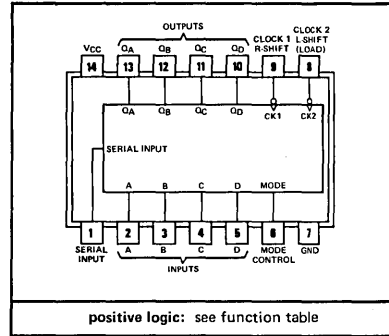 OUTPUTS
CLOCK 1 CLOCK 2
R-SHIFT L-SHIFT
(LOAD)
VCC QA QB QC QD
14 13 12 11 10 9 8
QA QB QC QD CK1 CK2
SERIAL INPUT
A B C D MODE
1 2 3 4 5 6 7
SERIAL INPUT A B C D MODE CONTROL GND
INPUTS
positive logic: see function table